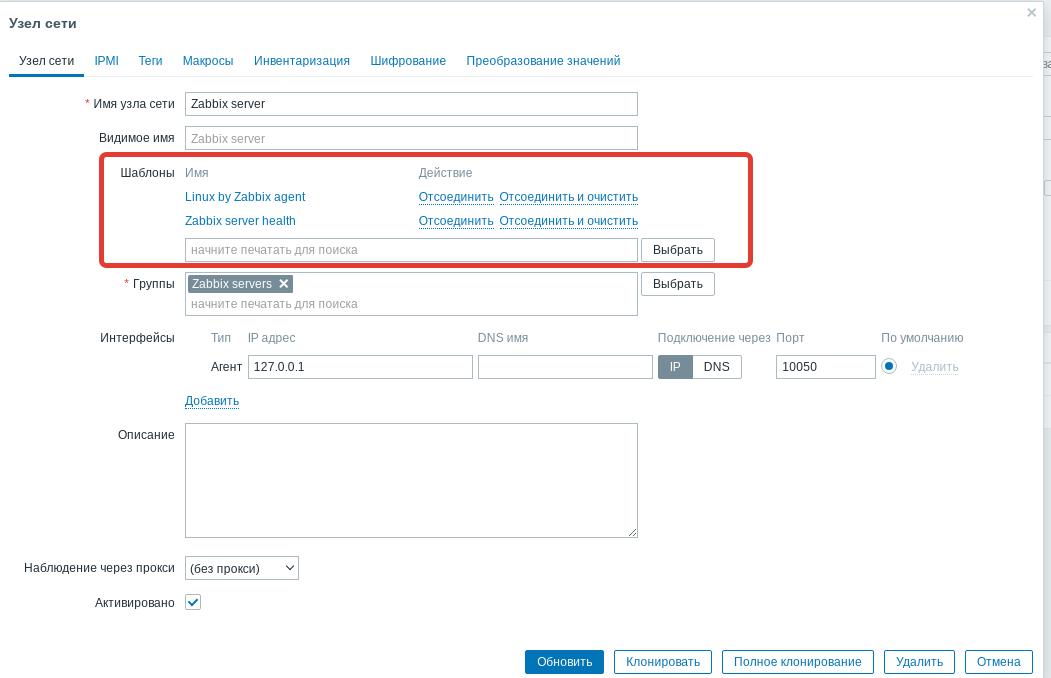 Узел сети
Узел сети IPMI Теги Макросы Инвентаризация Шифрование Преобразование значений
* Имя узла сети Zabbix server
Видимое имя Zabbix server
Шаблоны Имя Действие
Linux by Zabbix agent Отсоединить Отсоединить и очистить
Zabbix server health Отсоединить Отсоединить и очистить
начните печатать для поиска Выбрать
* Группы Zabbix servers Выбрать
начните печатать для поиска
Интерфейсы Тип IP адрес DNS имя Подключение через Порт По умолчанию
Агент 127.0.0.1 IP DNS 10050 Удалить
Добавить
Описание
Наблюдение через прокси (без прокси)
Активировано
Обновить Клонировать Полное клонирование Удалить Отмена